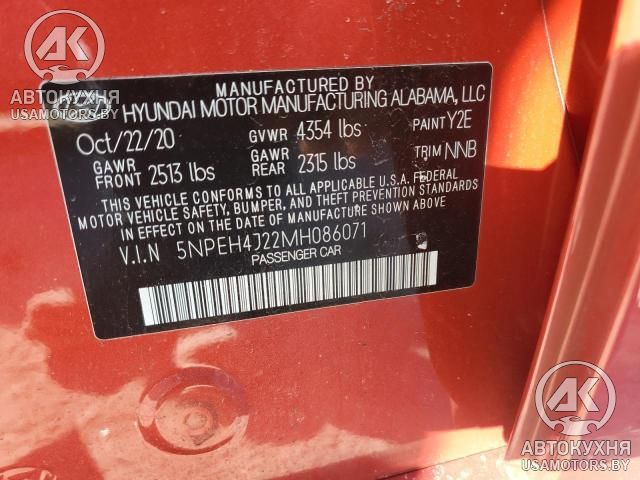 AK
АВТОКУХНЯ
USAMOTORS.BY
MANUFACTURED BY
HYUNDAI MOTOR MANUFACTURING ALABAMA, LLC
Oct/22/20 GVWR 4354 lbs PAINT Y2E
GAWR FRONT 2513 lbs GAWR REAR 2315 lbs TRIM NNB
THIS VEHICLE CONFORMS TO ALL APPLICABLE U.S.A. FEDERAL
MOTOR VEHICLE SAFETY, BUMPER, AND THEFT PREVENTION STANDARDS
IN EFFECT ON THE DATE OF MANUFACTURE SHOWN ABOVE
V.I.N 5NPEH4J22MH086071
PASSENGER CAR
AK
АВТОКУХНЯ
USAMOTORS.BY